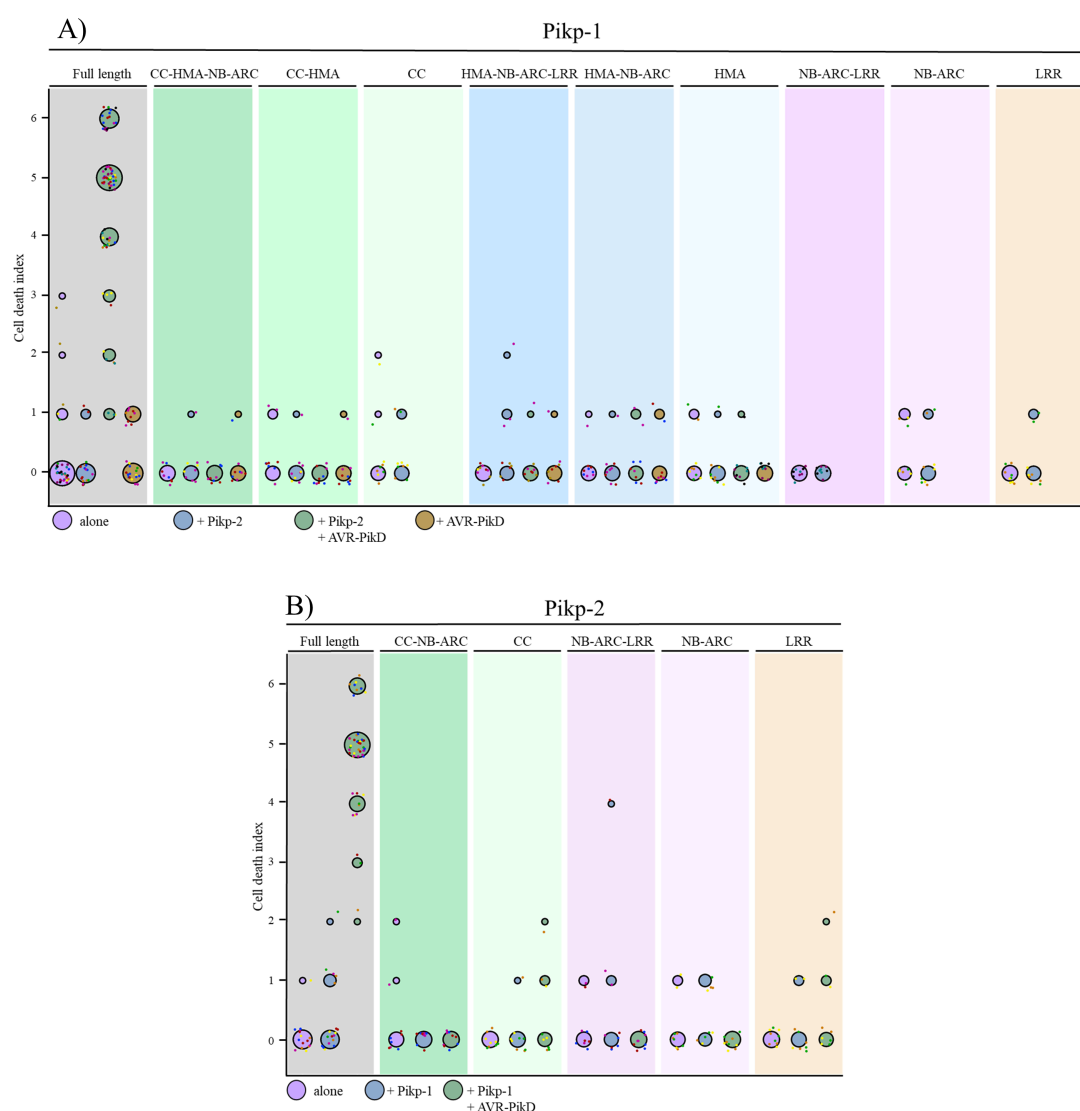 A)
Pikp-1
Full length CC-HMA-NB-ARC CC-HMA CC HMA-NB-ARC-LRR HMA-NB-ARC HMA NB-ARC-LRR NB-ARC LRR
Cell death index
6
5
4
3
2
1
0
alone + Pikp-2 + Pikp-2 + AVR-PikD
+ AVR-PikD
B)
Pikp-2
Full length CC-NB-ARC CC NB-ARC-LRR NB-ARC LRR
Cell death index
6
5
4
3
2
1
0
alone + Pikp-1 + Pikp-1
+ AVR-PikD